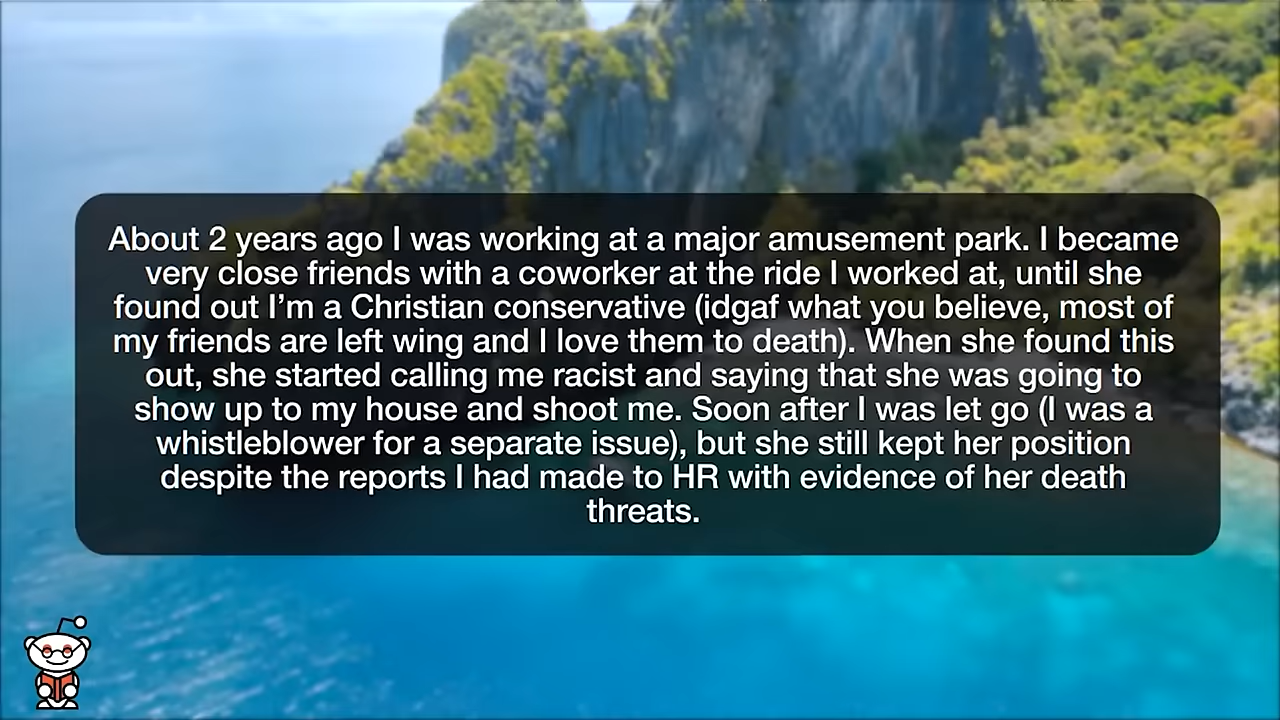 About 2 years ago I was working at a major amusement park. I became
very close friends with a coworker at the ride I worked at, until she
found out I’m a Christian conservative (idgaf what you believe, most of
my friends are left wing and I love them to death). When she found this
out, she started calling me racist and saying that she was going to
show up to my house and shoot me. Soon after I was let go (I was a
whistleblower for a separate issue), but she still kept her position
despite the reports I had made to HR with evidence of her death
threats.